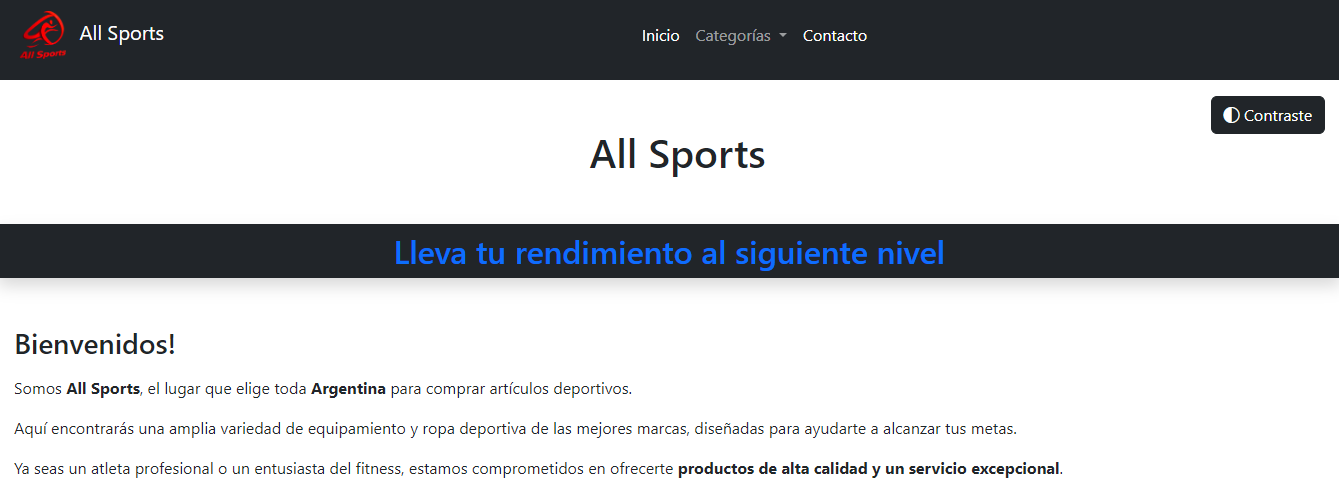 All Sports
All Sports
Inicio
Categorías
Contacto
Contraste
All Sports
Lleva tu rendimiento al siguiente nivel
Bienvenidos!
Somos All Sports, el lugar que elige toda Argentina para comprar artículos deportivos.
Aquí encontrarás una amplia variedad de equipamiento y ropa deportiva de las mejores marcas, diseñadas para ayudarte a alcanzar tus metas.
Ya seas un atleta profesional o un entusiasta del fitness, estamos comprometidos en ofrecerte productos de alta calidad y un servicio excepcional.